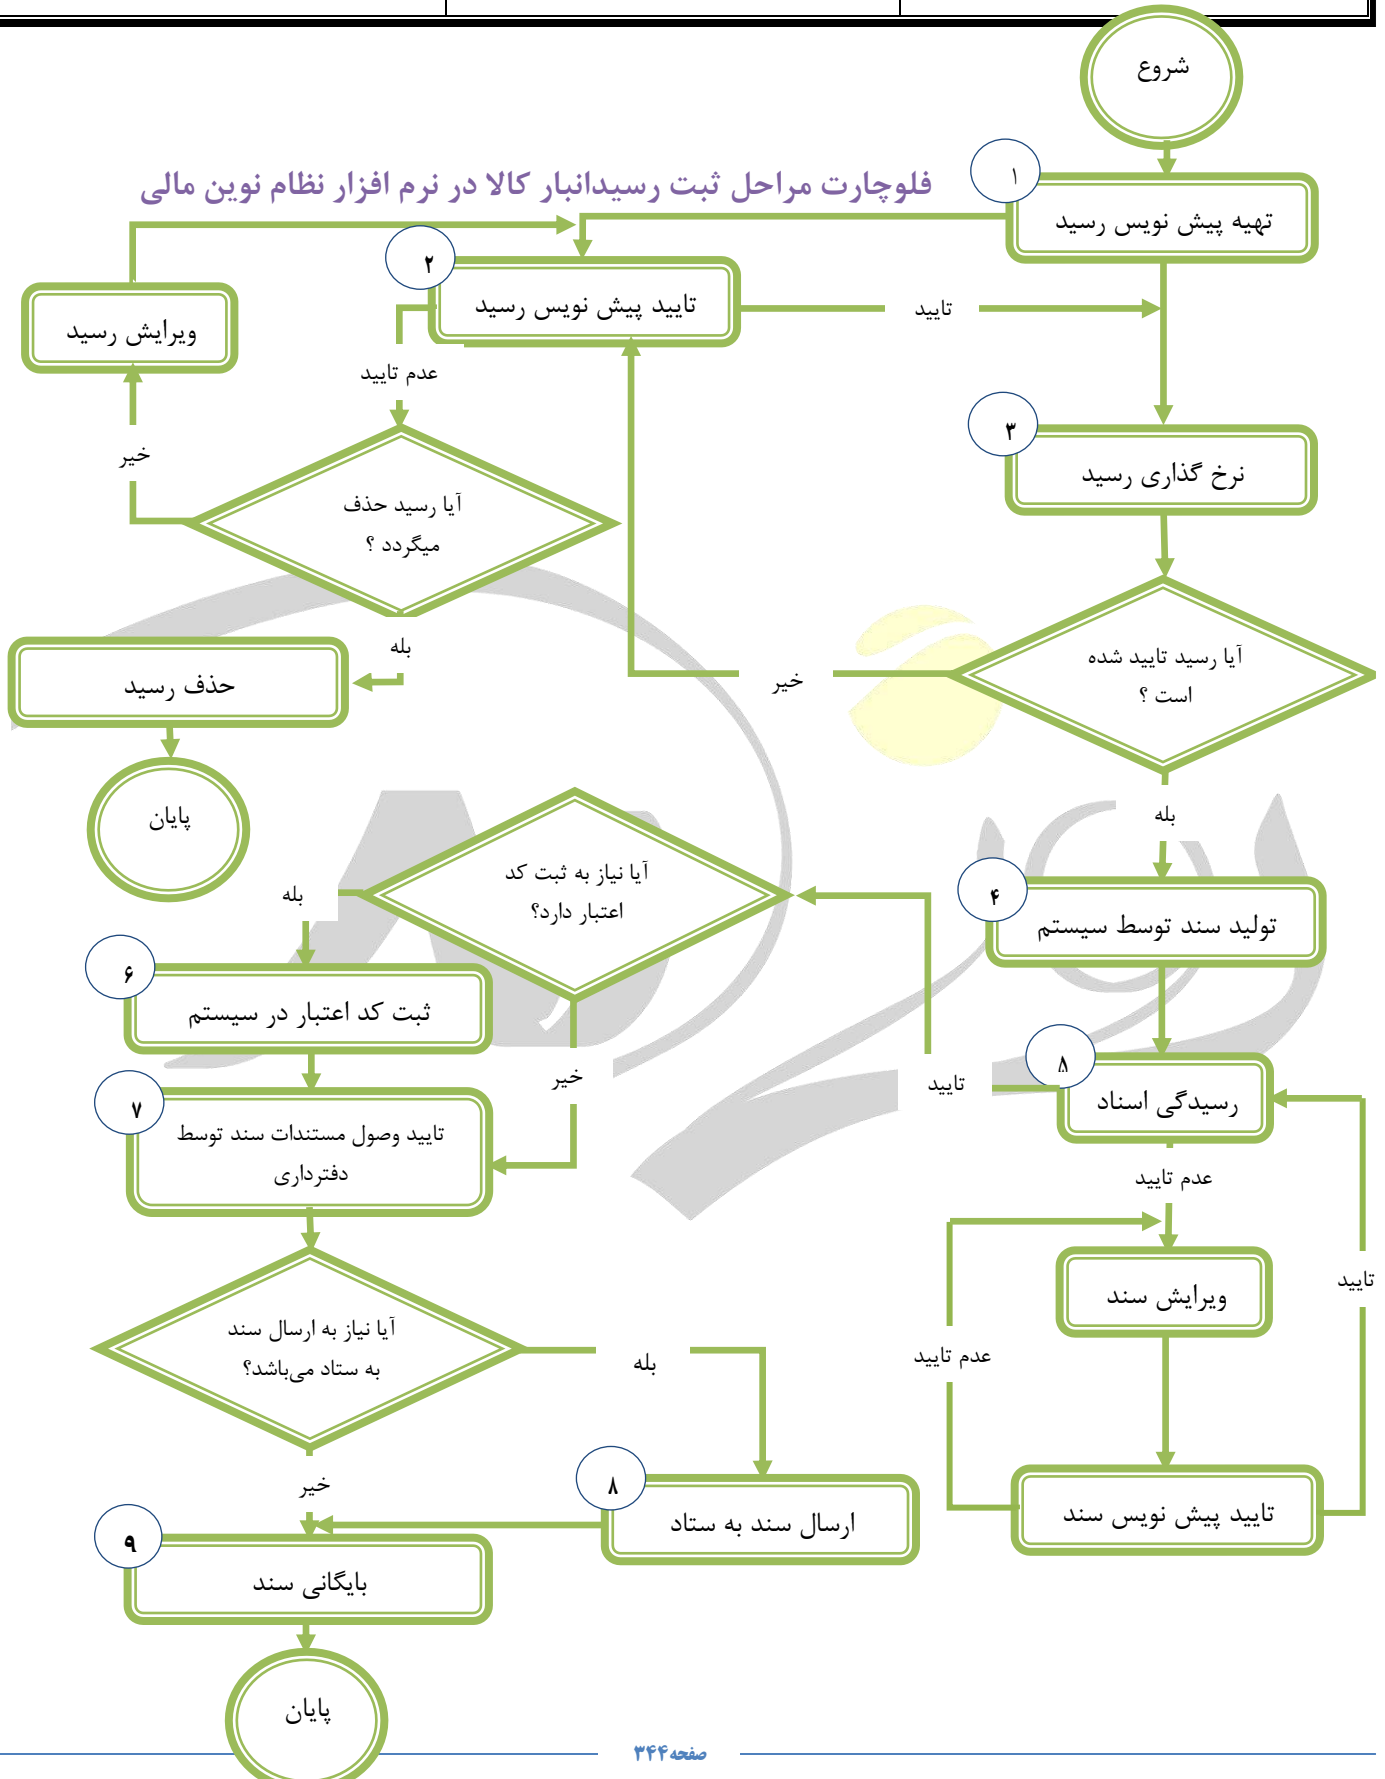 شروع
۱
فلوچارت مراحل ثبت رسیدانبار کالا در نرم افزار نظام نوین مالی
تهیه پیش نویس رسید
۲
تایید پیش نویس رسید
تایید
ویرایش رسید
عدم تایید
خیر
۳
نرخ گذاری رسید
آیا رسید حذف
میگردد ؟
آیا رسید تایید شده
است ؟
خیر
بله
حذف رسید
پایان
بله
۴
تولید سند توسط سیستم
آیا نیاز به ثبت کد
اعتبار دارد؟
بله
۶
ثبت کد اعتبار در سیستم
خیر
۵
رسیدگی اسناد
تایید
۷
تایید وصول مستندات سند توسط
دفترداری
عدم تایید
ویرایش سند
تایید
عدم تایید
آیا نیاز به ارسال سند
به ستاد می‌باشد؟
بله
خیر
۸
ارسال سند به ستاد
تایید پیش نویس سند
۹
بایگانی سند
پایان
صفحه۳۴۴